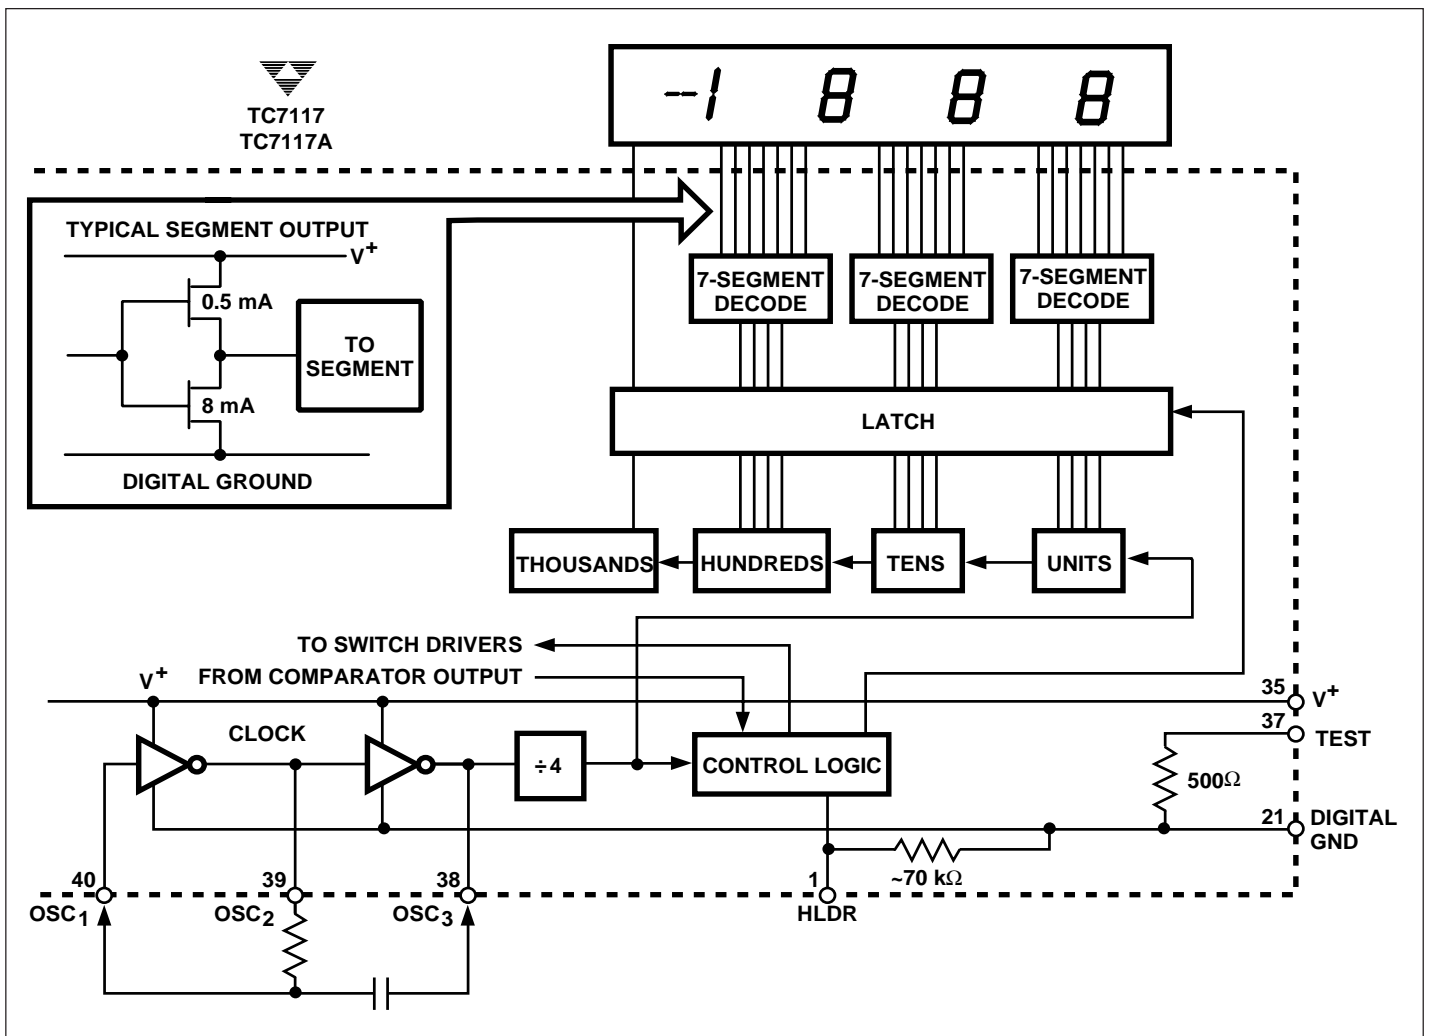 TC7117
TC7117A
--1 8 8 8
TYPICAL SEGMENT OUTPUT
V+
0.5 mA
TO
SEGMENT
8 mA
DIGITAL GROUND
7-SEGMENT
DECODE
7-SEGMENT
DECODE
7-SEGMENT
DECODE
LATCH
THOUSANDS
HUNDREDS
TENS
UNITS
TO SWITCH DRIVERS
FROM COMPARATOR OUTPUT
V+
35
V+
37
TEST
CLOCK
÷4
CONTROL LOGIC
500Ω
21
DIGITAL
GND
~70 kΩ
40
OSC1
39
OSC2
38
OSC3
1
HLDR